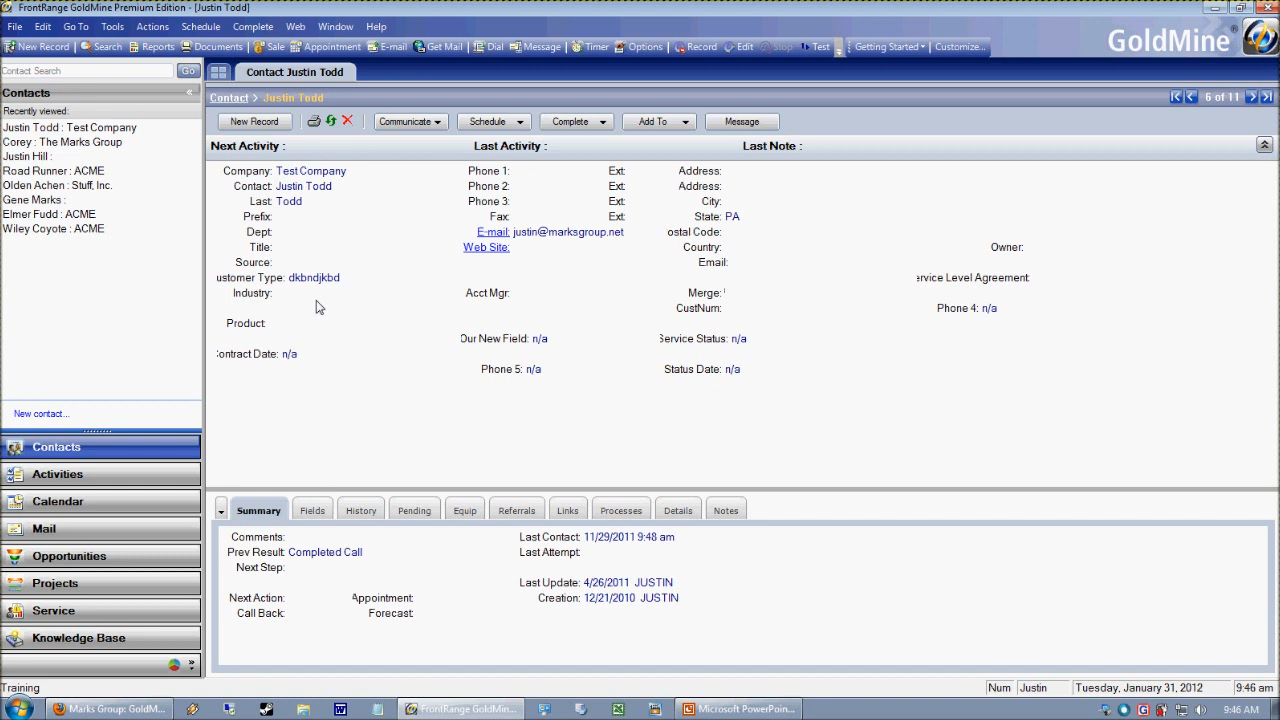 FrontRange GoldMine Premium Edition - [Justin Todd]
File Edit Go To Tools Actions Schedule Complete Web Window Help
New Record Search Reports Documents Sale Appointment E-mail Get Mail Dial Message Timer Options Record Edit Stop Test Getting Started Customize...
GoldMine
Contact Search Go
Contact Justin Todd
Contacts
Contact > Justin Todd 6 of 11
Recently viewed:
Justin Todd : Test Company
Corey : The Marks Group
Justin Hill :
Road Runner : ACME
Olden Achen : Stuff, Inc.
Gene Marks :
Elmer Fudd : ACME
Wiley Coyote : ACME
New contact...
Contacts
Activities
Calendar
Mail
Opportunities
Projects
Service
Knowledge Base
New Record Communicate Schedule Complete Add To Message
Next Activity : Last Activity : Last Note :
Company: Test Company Phone 1: Ext: Address:
Contact: Justin Todd Phone 2: Ext: Address:
Last: Todd Phone 3: Ext: City:
Prefix: Fax: Ext: State: PA
Dept: E-mail: justin@marksgroup.net ostal Code:
Title: Web Site: Country: Owner:
Source: Email:
ustomer Type: dkbndjkbd ervice Level Agreement:
Industry: Acct Mgr: Merge:
CustNum: Phone 4: n/a
Product:
Our New Field: n/a Service Status: n/a
Contract Date: n/a
Phone 5: n/a Status Date: n/a
Summary Fields History Pending Equip Referrals Links Processes Details Notes
Comments: Last Contact: 11/29/2011 9:48 am
Prev Result: Completed Call Last Attempt:
Next Step:
Last Update: 4/26/2011 JUSTIN
Next Action: Appointment: Creation: 12/21/2010 JUSTIN
Call Back: Forecast:
Training Num Justin Tuesday, January 31, 2012 9:46 am
Marks Group: GoldM... FrontRange GoldMin... Microsoft PowerPoin... 9:46 AM